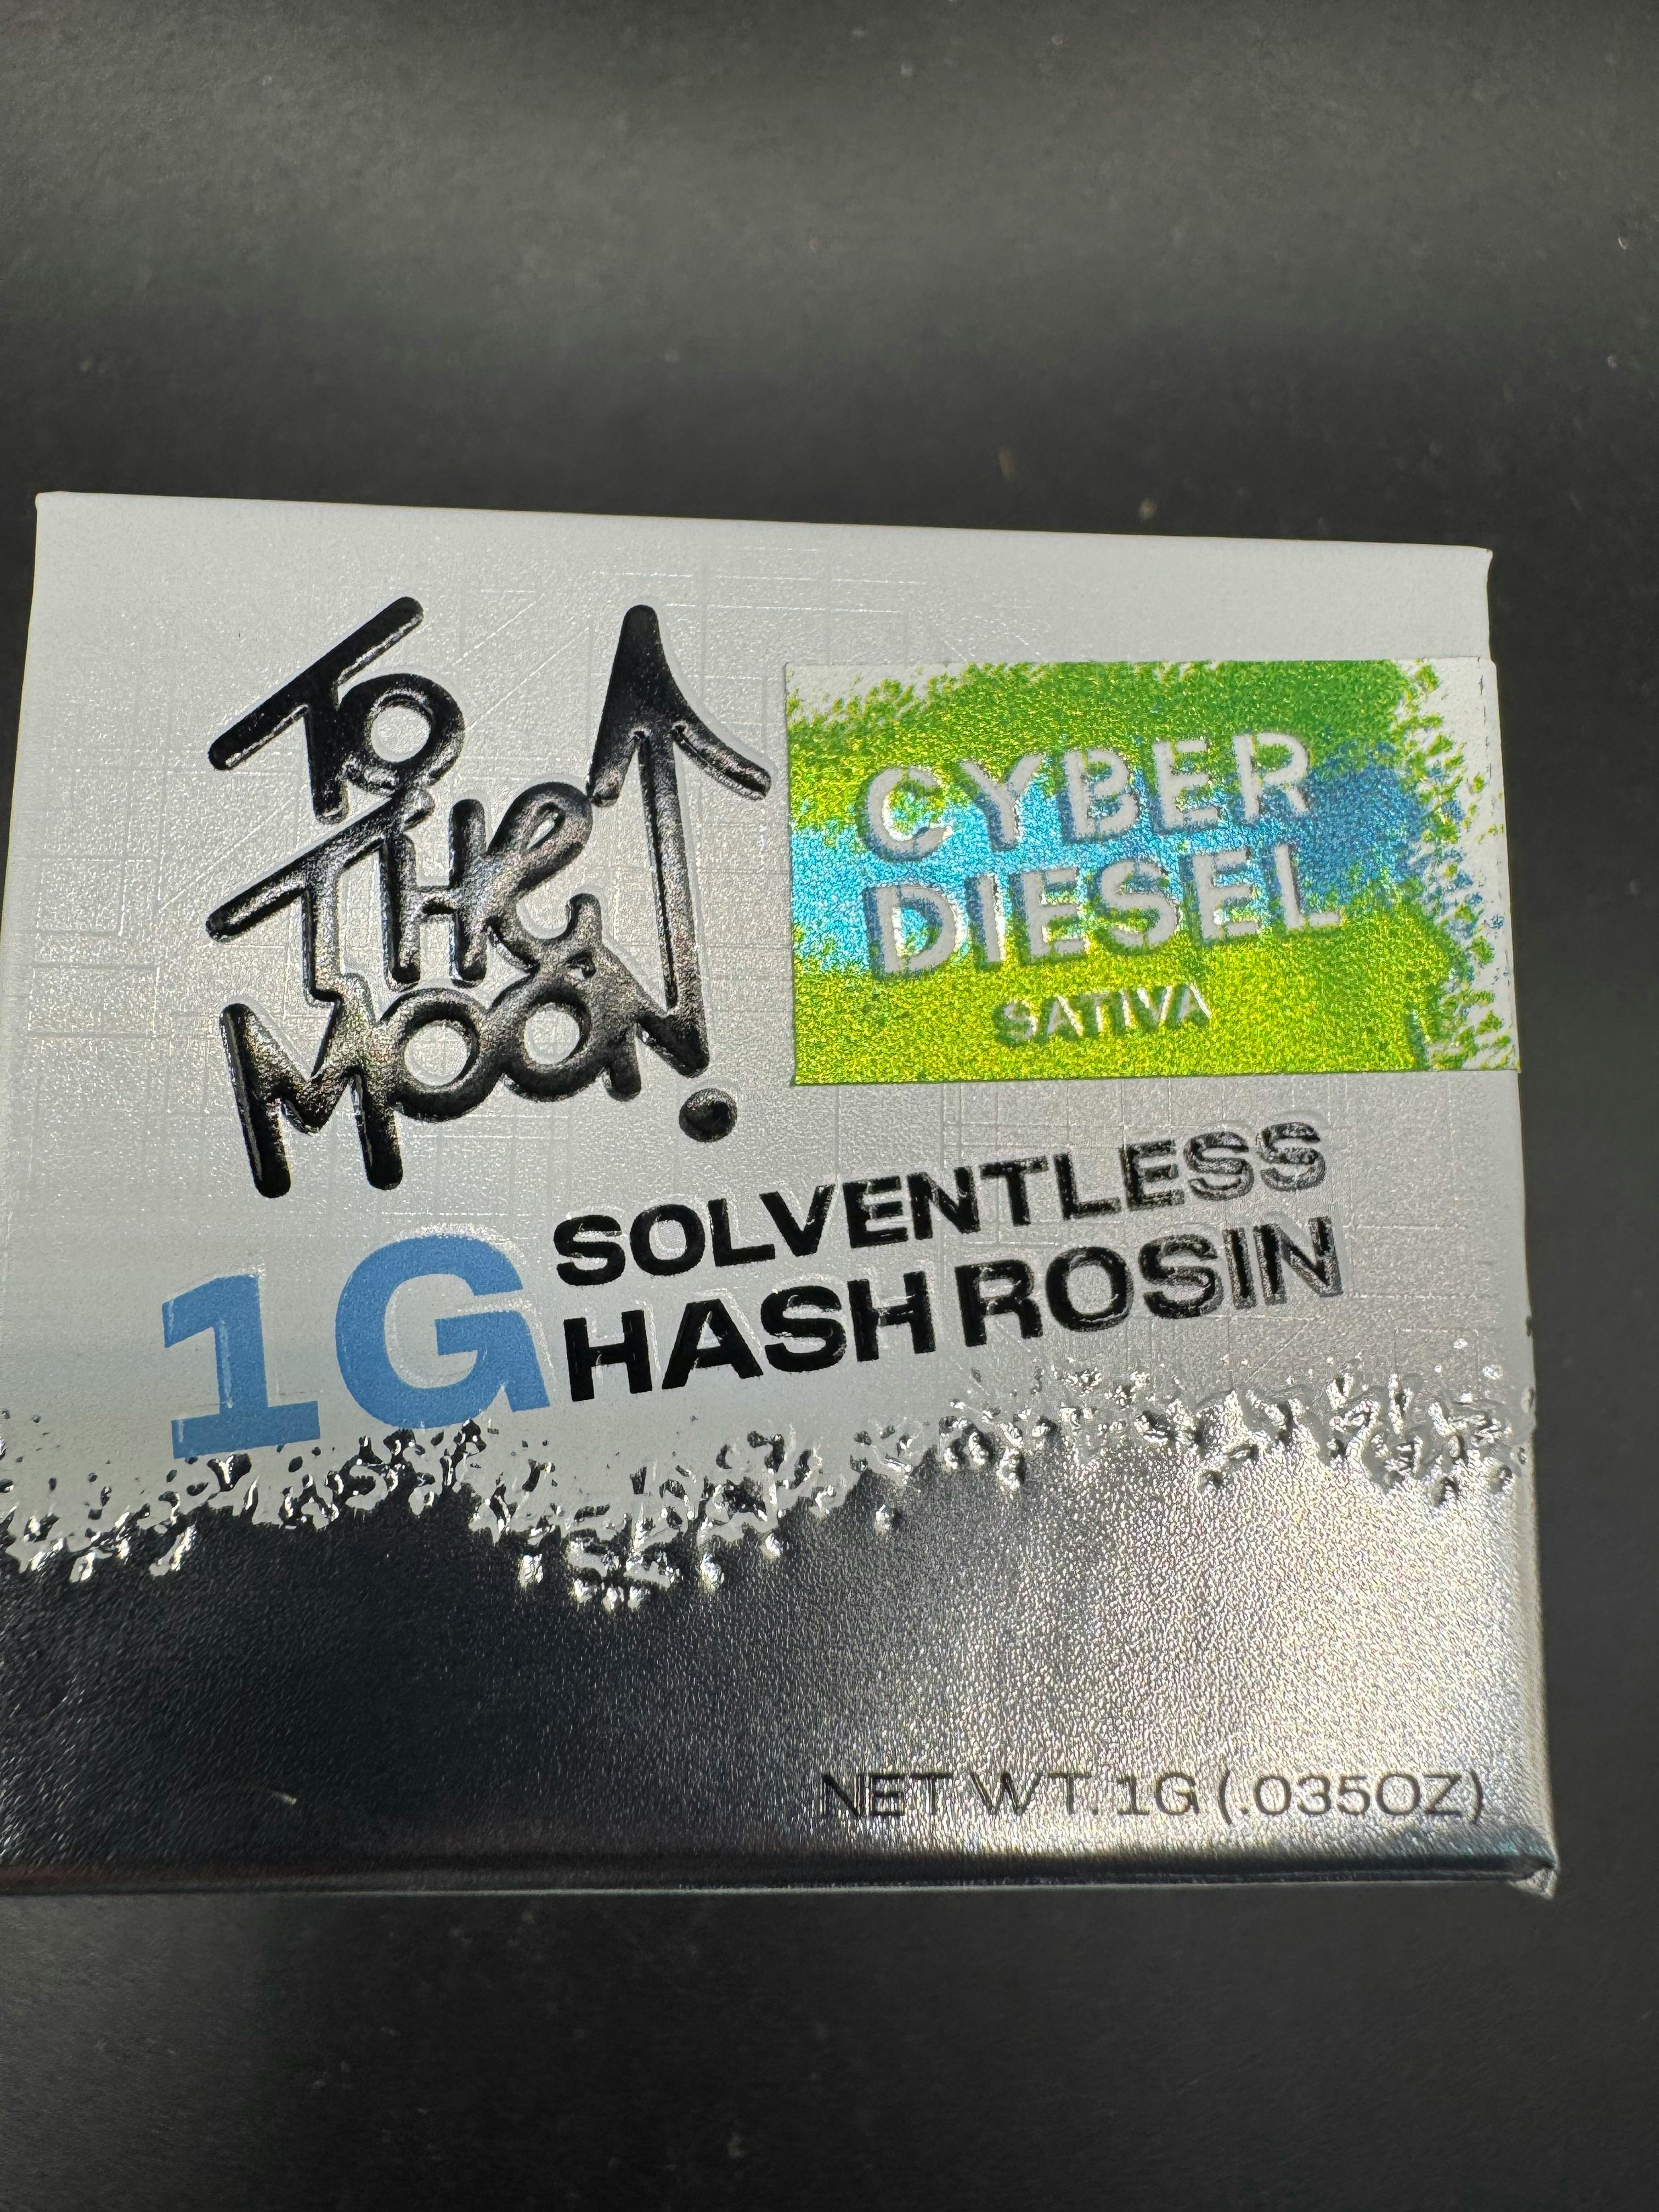 TO
THE
MOON
CYBER
DIESEL
SATIVA
1G
SOLVENTLESS
HASH ROSIN
NET WT. 1G (.035OZ)